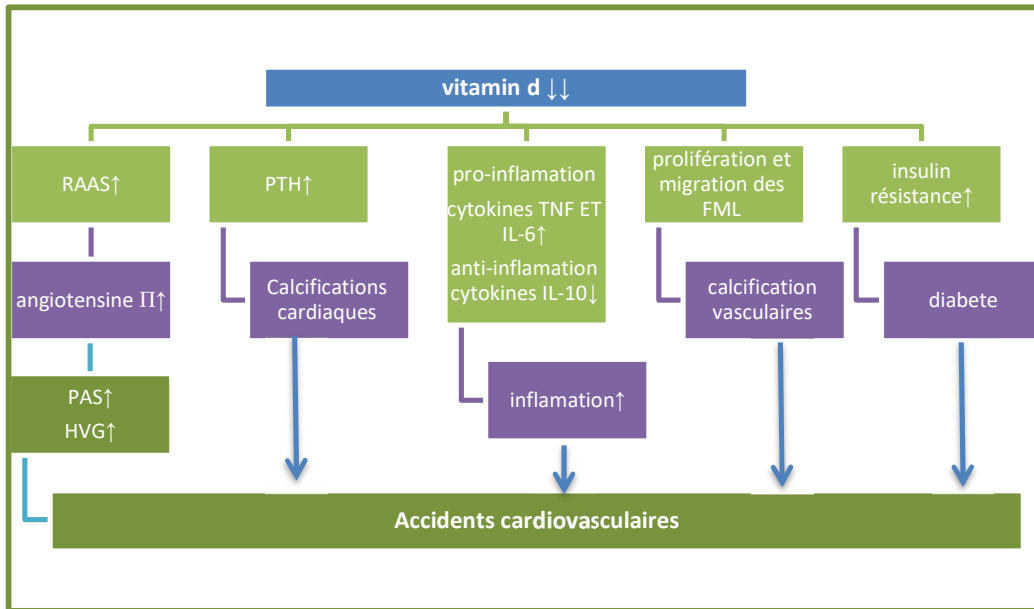 vitamin d ↓↓
RAAS↑
PTH↑
pro-inflamation
cytokines TNF ET
IL-6↑
anti-inflamation
cytokines IL-10↓
prolifération et
migration des
FML
insulin
résistance↑
angiotensine Π↑
Calcifications
cardiaques
calcification
vasculaires
diabete
PAS↑
HVG↑
inflamation↑
Accidents cardiovasculaires